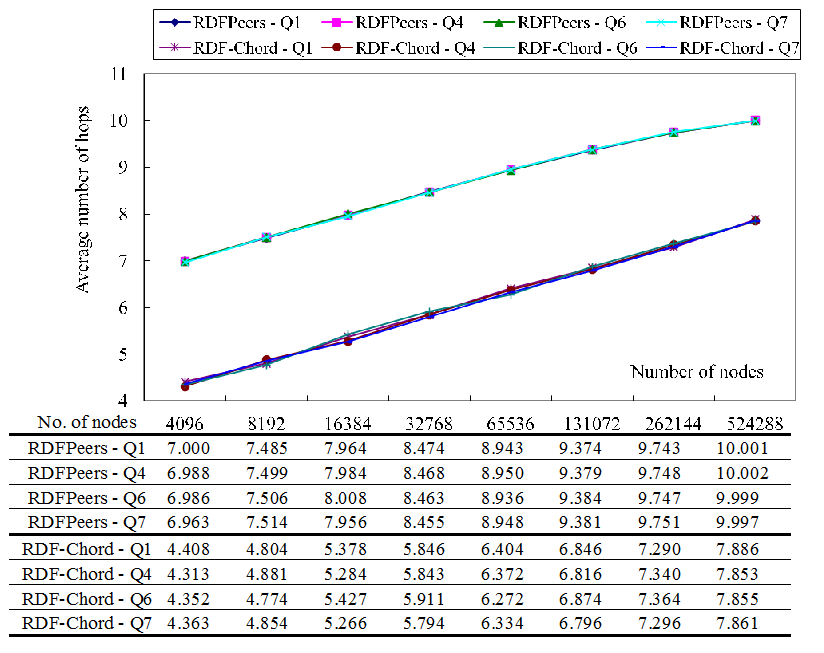 RDFPeers - Q1 RDFPeers - Q4 RDFPeers - Q6 RDFPeers - Q7
RDF-Chord - Q1 RDF-Chord - Q4 RDF-Chord - Q6 RDF-Chord - Q7
Average number of hops
11
10
9
8
7
6
5
4
Number of nodes
No. of nodes 4096 8192 16384 32768 65536 131072 262144 524288
RDFPeers - Q1 7.000 7.485 7.964 8.474 8.943 9.374 9.743 10.001
RDFPeers - Q4 6.988 7.499 7.984 8.468 8.950 9.379 9.748 10.002
RDFPeers - Q6 6.986 7.506 8.008 8.463 8.936 9.384 9.747 9.999
RDFPeers - Q7 6.963 7.514 7.956 8.455 8.948 9.381 9.751 9.997
RDF-Chord - Q1 4.408 4.804 5.378 5.846 6.404 6.846 7.290 7.886
RDF-Chord - Q4 4.313 4.881 5.284 5.843 6.372 6.816 7.340 7.853
RDF-Chord - Q6 4.352 4.774 5.427 5.911 6.272 6.874 7.364 7.855
RDF-Chord - Q7 4.363 4.854 5.266 5.794 6.334 6.796 7.296 7.861